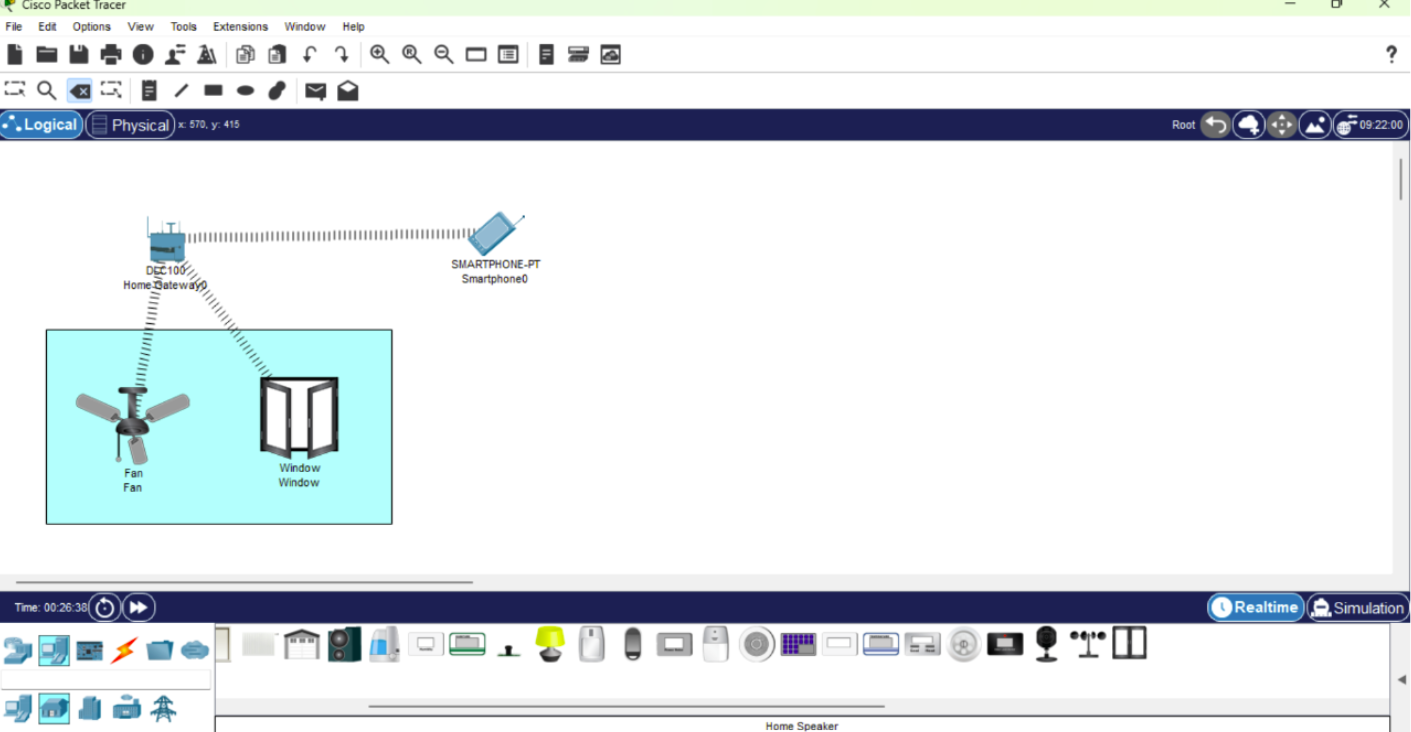 Cisco Packet Tracer
File Edit Options View Tools Extensions Window Help
?
Logical Physical x: 570, y: 415 Root 09:22:00
SMARTPHONE-PT
Smartphone0
DLC100
Home Gateway0
Fan
Fan
Window
Window
Time: 00:26:38 Realtime Simulation
Home Speaker